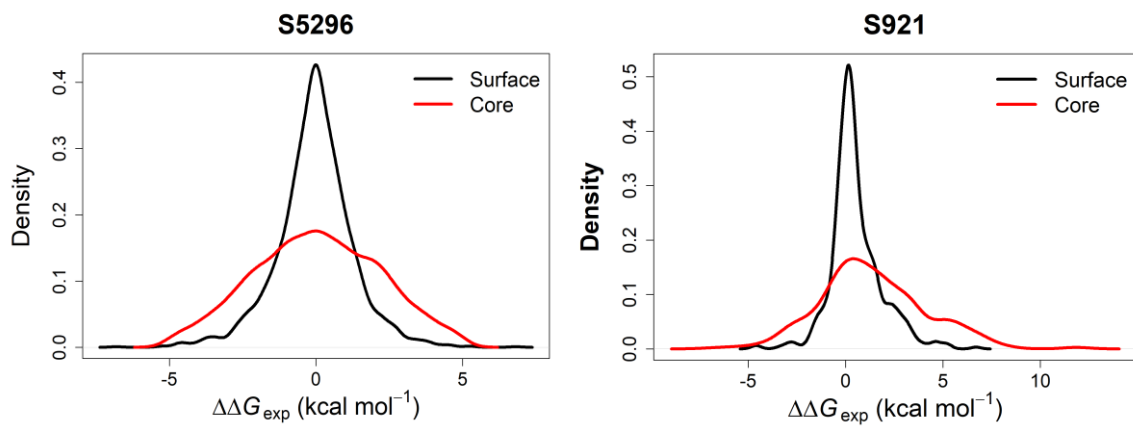 S5296
Density
0.0
0.1
0.2
0.3
0.4
Surface
Core
-5
0
5
ΔΔG exp (kcal mol⁻¹)
S921
Density
0.0
0.1
0.2
0.3
0.4
0.5
Surface
Core
-5
0
5
10
ΔΔG exp (kcal mol⁻¹)